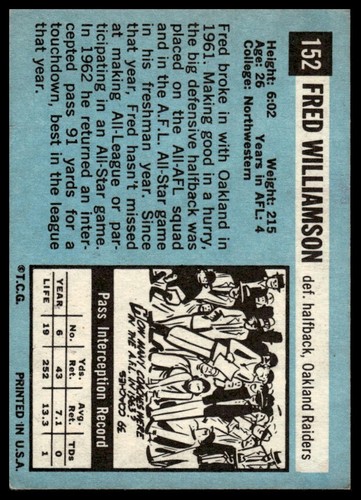 152 FRED WILLIAMSON
def. halfback, Oakland Raiders
Height: 6:02 Weight: 215
Age: 26 Years in AFL: 4
College: Northwestern
Fred broke in with Oakland in
1961. Making good in a hurry,
the big defensive halfback was
placed on the All-AFL squad
and in the A.F.L. All-Star game
in his freshman year. Since
that year, Fred hasn't missed
at making All-League or par-
ticipating in an All-Star game.
In 1962 he returned an inter-
cepted pass 91 yards for a
touchdown, best in the league
that year.
Pass Interception Record
No. Yds. Ret. Avg. Ret. TDs
YEAR 6 43 7.1 0
LIFE 19 252 13.3 1
©T.C.G. PRINTED IN U.S.A.